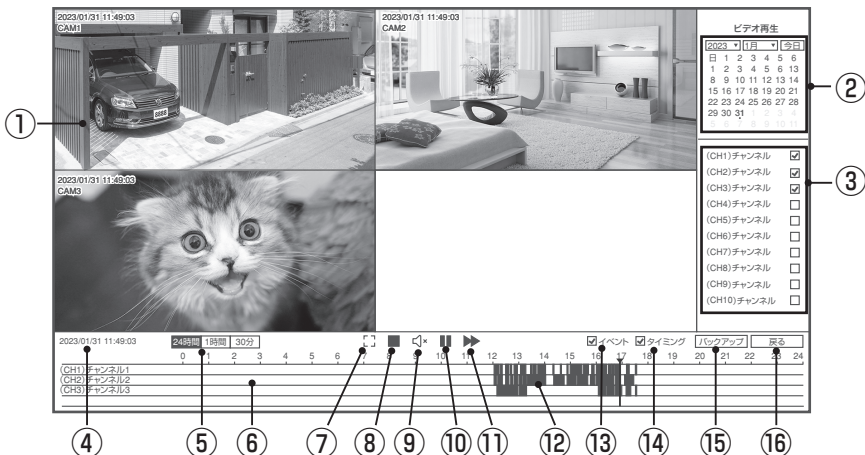 2023/01/31 11:49:03
CAM1
8888
2023/01/31 11:49:03
CAM2
2023/01/31 11:49:03
CAM3
ビデオ再生
2023 ▼ 1月 ▼ 今日
日 1 2 3 4 5 6
1 2 3 4 5 6 13
8 9 10 11 12 13 14
15 16 17 18 19 20 21
22 23 24 25 26 27 28
29 30 31 1 2 3 4
5 6 7 8 9 10 11
(CH1)チャンネル
(CH2)チャンネル
(CH3)チャンネル
(CH4)チャンネル
(CH5)チャンネル
(CH6)チャンネル
(CH7)チャンネル
(CH8)チャンネル
(CH9)チャンネル
(CH10)チャンネル
① ② ③
2023/01/31 11:49:03 24時間 1時間 30分 イベント タイミング バックアップ 戻る
0 1 2 3 4 5 6 7 8 9 10 11 12 13 14 15 16 17 18 19 20 21 22 23 24
(CH1)チャンネル1
(CH2)チャンネル2
(CH3)チャンネル3
④ ⑤ ⑥ ⑦ ⑧ ⑨ ⑩ ⑪ ⑫ ⑬ ⑭ ⑮ ⑯